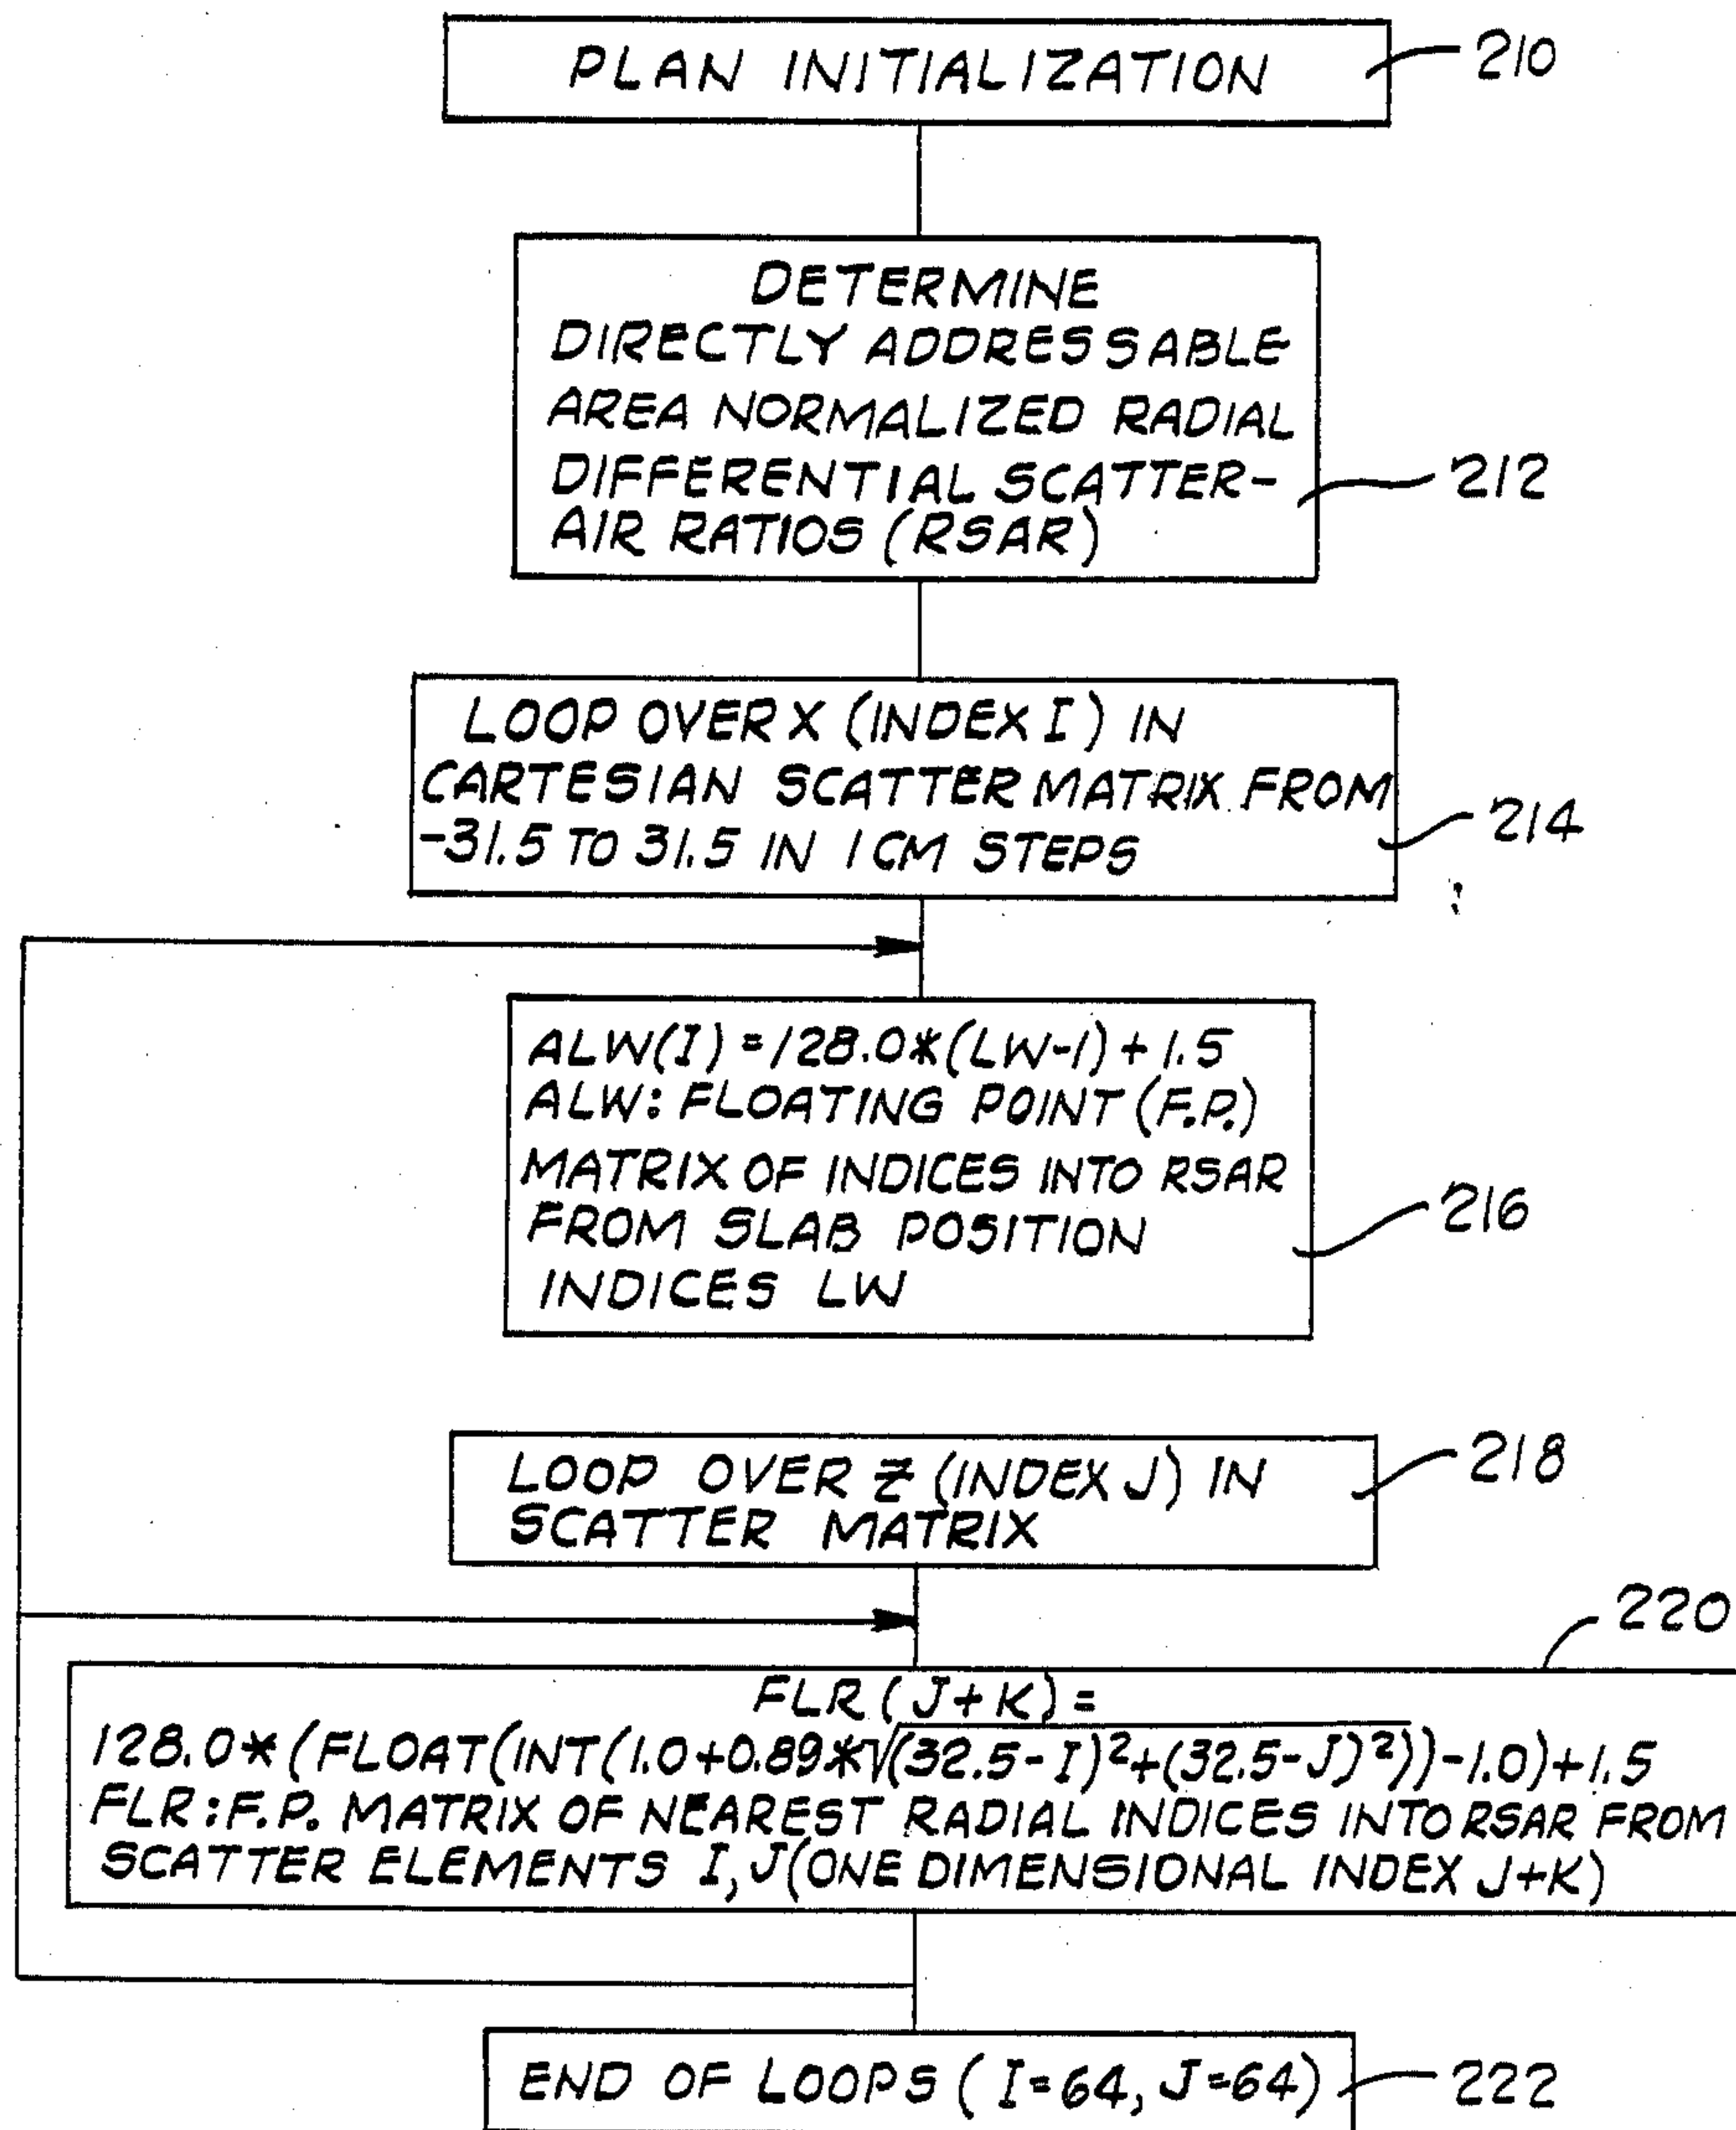 PLAN INITIALIZATION
210
DETERMINE
DIRECTLY ADDRESSABLE
AREA NORMALIZED RADIAL
DIFFERENTIAL SCATTER-
AIR RATIOS (RSAR)
212
LOOP OVER X (INDEX I) IN
CARTESIAN SCATTER MATRIX FROM
-31.5 TO 31.5 IN 1 CM STEPS
214
ALW(I) = 128.0*(LW-1) + 1.5
ALW: FLOATING POINT (F.P.)
MATRIX OF INDICES INTO RSAR
FROM SLAB POSITION
INDICES LW
216
LOOP OVER Z (INDEX J) IN
SCATTER MATRIX
218
220
FLR (J+K) =
128.0*(FLOAT(INT(1.0+0.89*√(32.5-I)²+(32.5-J)²))-1.0)+1.5
FLR: F.P. MATRIX OF NEAREST RADIAL INDICES INTO RSAR FROM
SCATTER ELEMENTS I, J (ONE DIMENSIONAL INDEX J+K)
END OF LOOPS (I=64, J=64)
222